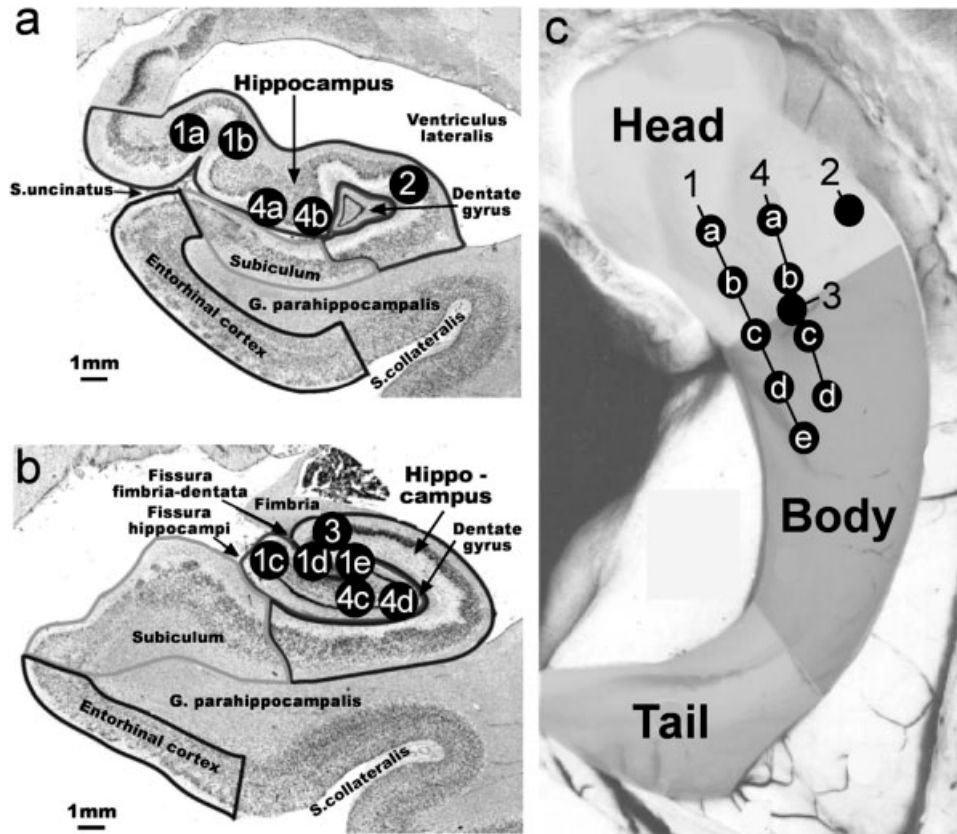 a
Hippocampus
1a
1b
Ventriculus
lateralis
2
S.uncinatus
4a
4b
Dentate
gyrus
Subiculum
G. parahippocampalis
Entorhinal cortex
S.collateralis
1mm
b
Fissura
fimbria-dentata
Fimbria
Hippo -
campus
Fissura
hippocampi
3
Dentate
gyrus
1c
1d
1e
4c
4d
Subiculum
G. parahippocampalis
Entorhinal cortex
S.collateralis
1mm
c
Head
1
4
2
a
a
b
b
3
c
c
d
d
e
Body
Tail